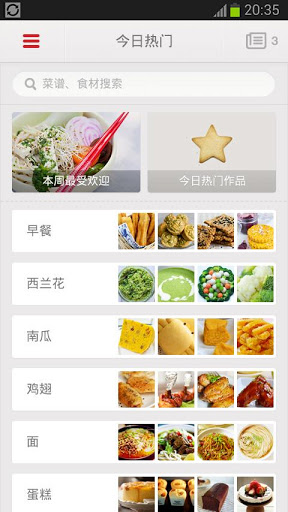 20:35
今日热门
3
菜谱、食材搜索
本周最受欢迎
今日热门作品
早餐
西兰花
南瓜
鸡翅
面
蛋糕